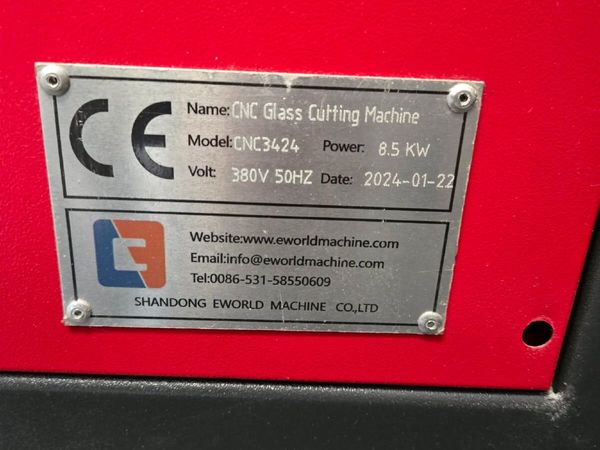 CE
Name: CNC Glass Cutting Machine
Model: CNC3424 Power: 8.5 KW
Volt: 380V 50HZ Date: 2024-01-22
Website:www.eworldmachine.com
Email:info@eworldmachine.com
Tel:0086-531-58550609
SHANDONG EWORLD MACHINE CO,.LTD